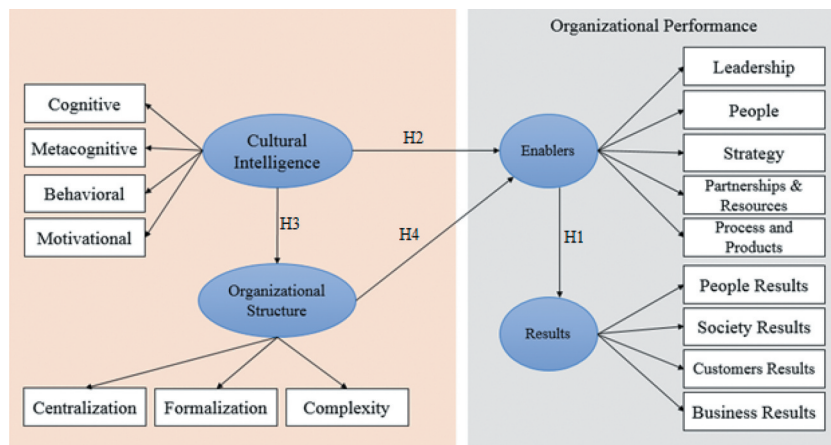 Organizational Performance
Cognitive
Metacognitive
Behavioral
Motivational
Cultural
Intelligence
H2
H3
H4
Organizational
Structure
Centralization
Formalization
Complexity
Enablers
H1
Results
Leadership
People
Strategy
Partnerships &
Resources
Process and
Products
People Results
Society Results
Customers Results
Business Results